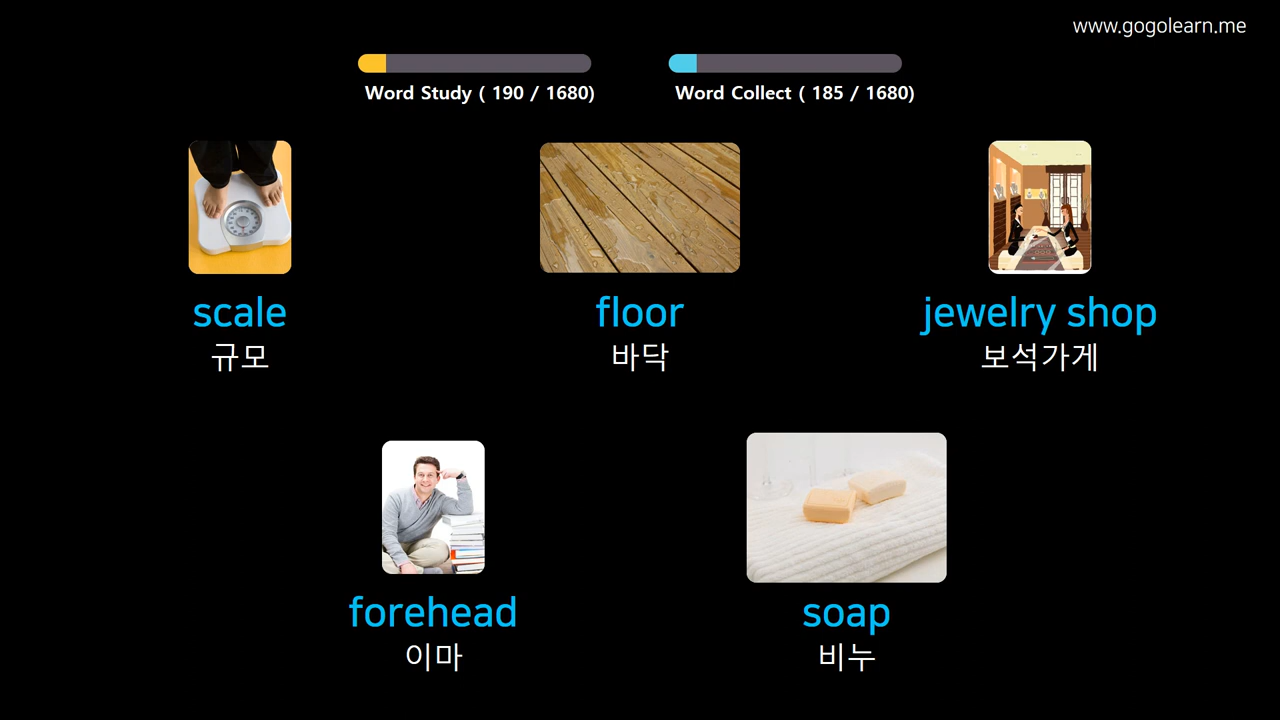 www.gogolearn.me
Word Study ( 190 / 1680)
Word Collect ( 185 / 1680)
scale
규모
floor
바닥
jewelry shop
보석가게
forehead
이마
soap
비누